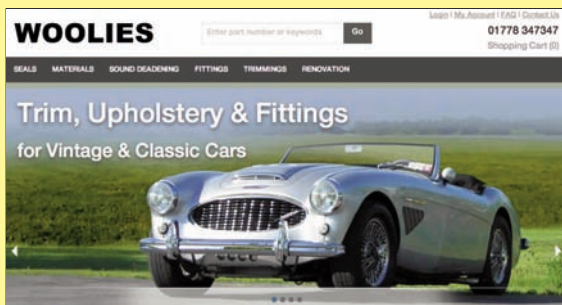 Login | My Account | FAQ | Contact Us
WOOLIES
Enter part number or keywords
Go
01778 347347
Shopping Cart (0)
SEALS MATERIALS SOUND DEADENING FITTINGS TRIMMINGS RENOVATION
Trim, Upholstery & Fittings
for Vintage & Classic Cars